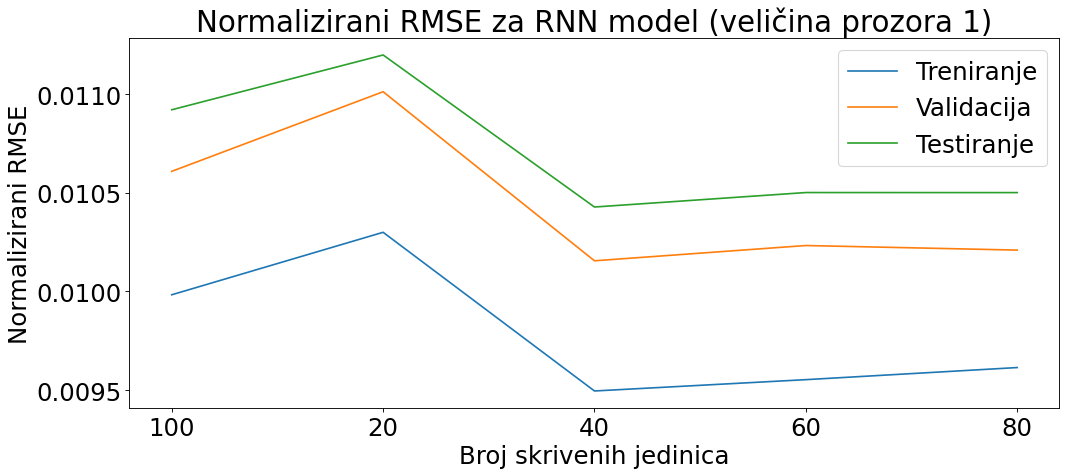 Normalizirani RMSE za RNN model (veličina prozora 1)
Normalizirani RMSE
0.0110
0.0105
0.0100
0.0095
Treniranje
Validacija
Testiranje
100 20 40 60 80
Broj skrivenih jedinica